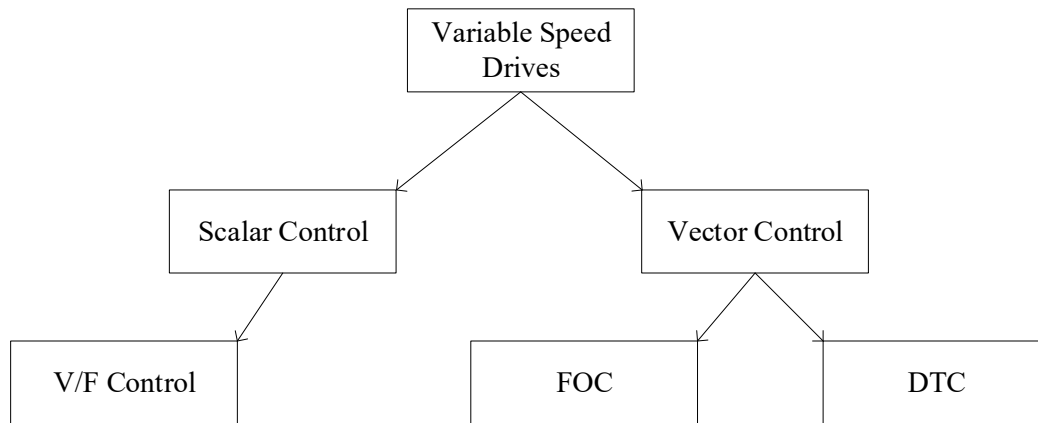 Variable Speed
Drives
Scalar Control
Vector Control
V/F Control
FOC
DTC